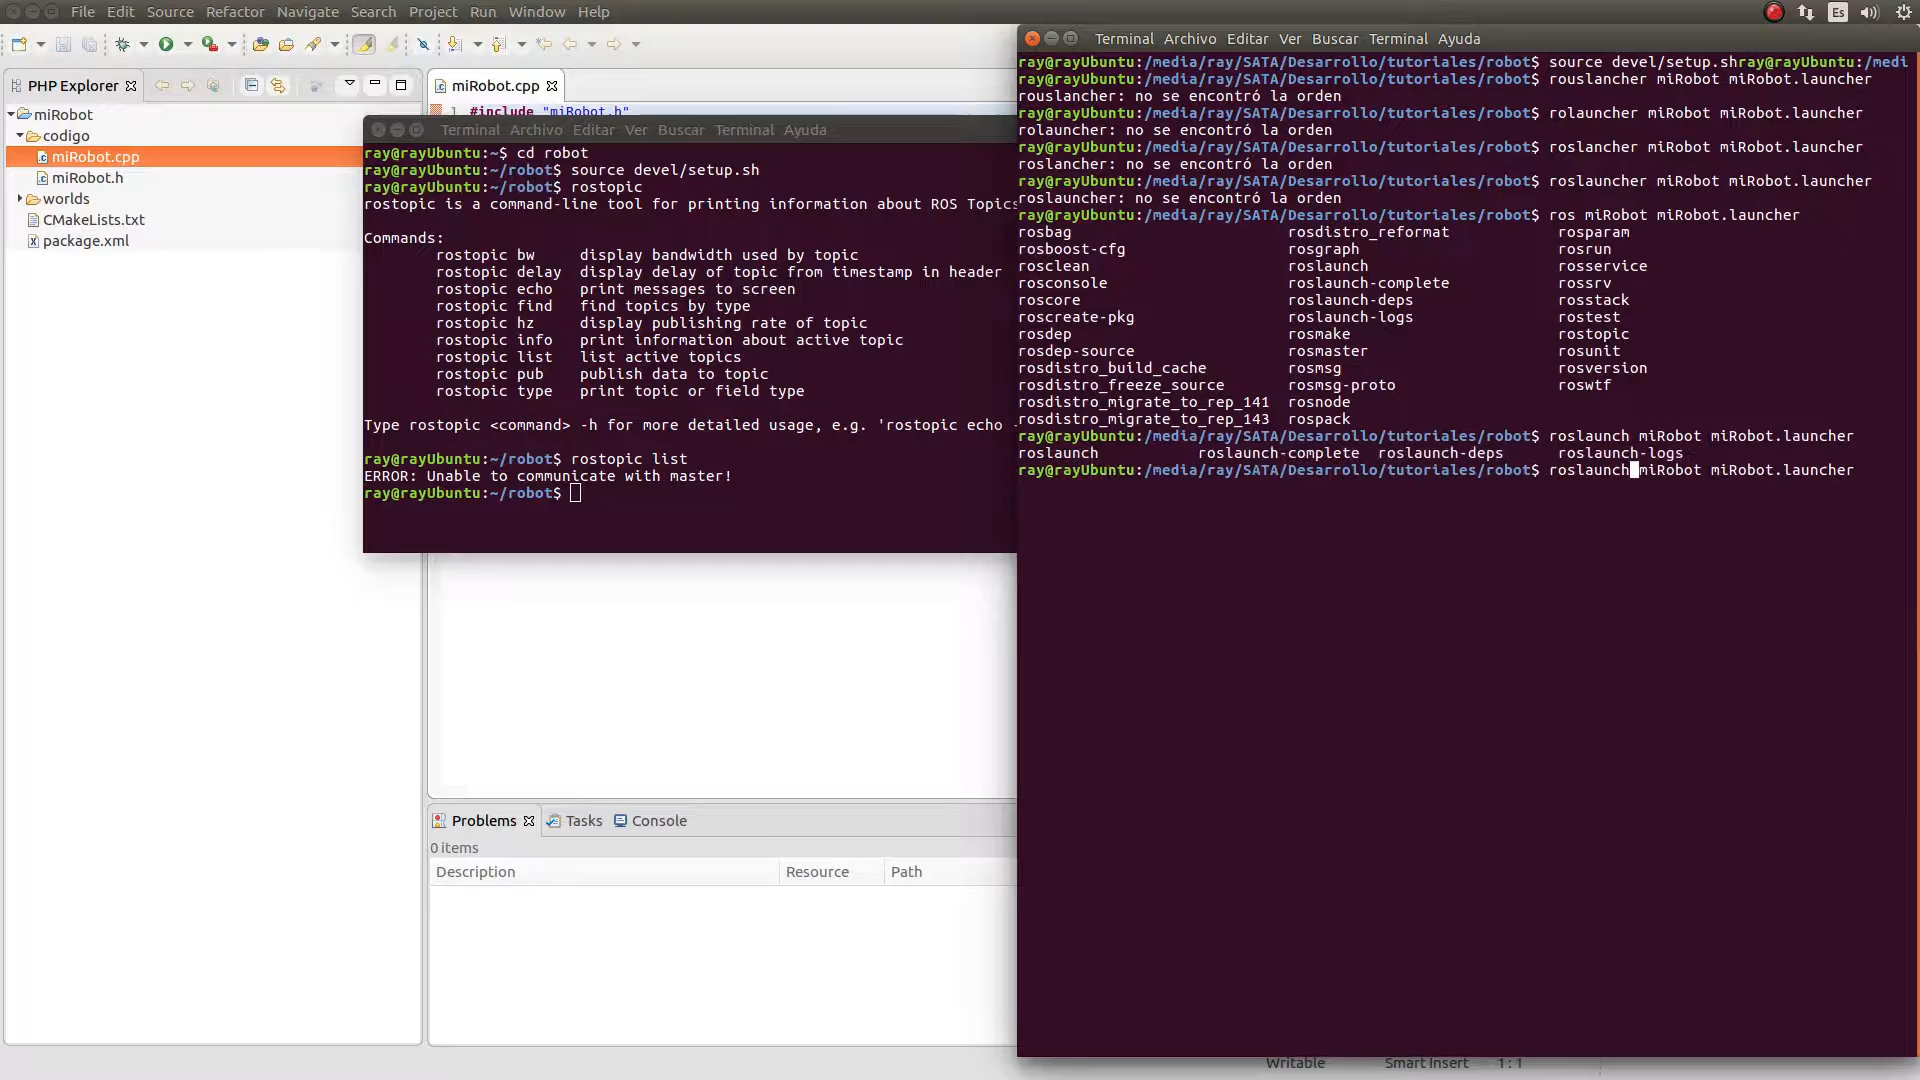 File Edit Source Refactor Navigate Search Project Run Window Help
Es
PHP Explorer
miRobot
codigo
miRobot.cpp
miRobot.h
worlds
CMakeLists.txt
package.xml
miRobot.cpp
1 #include "miRobot.h"
Terminal Archivo Editar Ver Buscar Terminal Ayuda
ray@rayUbuntu:~$ cd robot
ray@rayUbuntu:~/robot$ source devel/setup.sh
ray@rayUbuntu:~/robot$ rostopic
rostopic is a command-line tool for printing information about ROS Topics
Commands:
rostopic bw display bandwidth used by topic
rostopic delay display delay of topic from timestamp in header
rostopic echo print messages to screen
rostopic find find topics by type
rostopic hz display publishing rate of topic
rostopic info print information about active topic
rostopic list list active topics
rostopic pub publish data to topic
rostopic type print topic or field type
Type rostopic <command> -h for more detailed usage, e.g. 'rostopic echo
ray@rayUbuntu:~/robot$ rostopic list
ERROR: Unable to communicate with master!
ray@rayUbuntu:~/robot$
Problems Tasks Console
0 items
Description Resource Path
Terminal Archivo Editar Ver Buscar Terminal Ayuda
ray@rayUbuntu:/media/ray/SATA/Desarrollo/tutoriales/robot$ source devel/setup.shray@rayUbuntu:/medi
ray@rayUbuntu:/media/ray/SATA/Desarrollo/tutoriales/robot$ rouslancher miRobot miRobot.launcher
rouslancher: no se encontró la orden
ray@rayUbuntu:/media/ray/SATA/Desarrollo/tutoriales/robot$ rolauncher miRobot miRobot.launcher
rolauncher: no se encontró la orden
ray@rayUbuntu:/media/ray/SATA/Desarrollo/tutoriales/robot$ roslancher miRobot miRobot.launcher
roslancher: no se encontró la orden
ray@rayUbuntu:/media/ray/SATA/Desarrollo/tutoriales/robot$ roslauncher miRobot miRobot.launcher
roslauncher: no se encontró la orden
ray@rayUbuntu:/media/ray/SATA/Desarrollo/tutoriales/robot$ ros miRobot miRobot.launcher
rosbag rosdistro_reformat rosparam
rosboost-cfg rosgraph rosrun
rosclean roslaunch rosservice
rosconsole roslaunch-complete rossrv
roscore roslaunch-deps rosstack
roscreate-pkg roslaunch-logs rostest
rosdep rosmake rostopic
rosdep-source rosmaster rosunit
rosdistro_build_cache rosmsg rosversion
rosdistro_freeze_source rosmsg-proto roswtf
rosdistro_migrate_to_rep_141 rosnode
rosdistro_migrate_to_rep_143 rospack
ray@rayUbuntu:/media/ray/SATA/Desarrollo/tutoriales/robot$ roslaunch miRobot miRobot.launcher
roslaunch roslaunch-complete roslaunch-deps roslaunch-logs
ray@rayUbuntu:/media/ray/SATA/Desarrollo/tutoriales/robot$ roslaunch miRobot miRobot.launcher
Writable Smart Insert 1 : 1